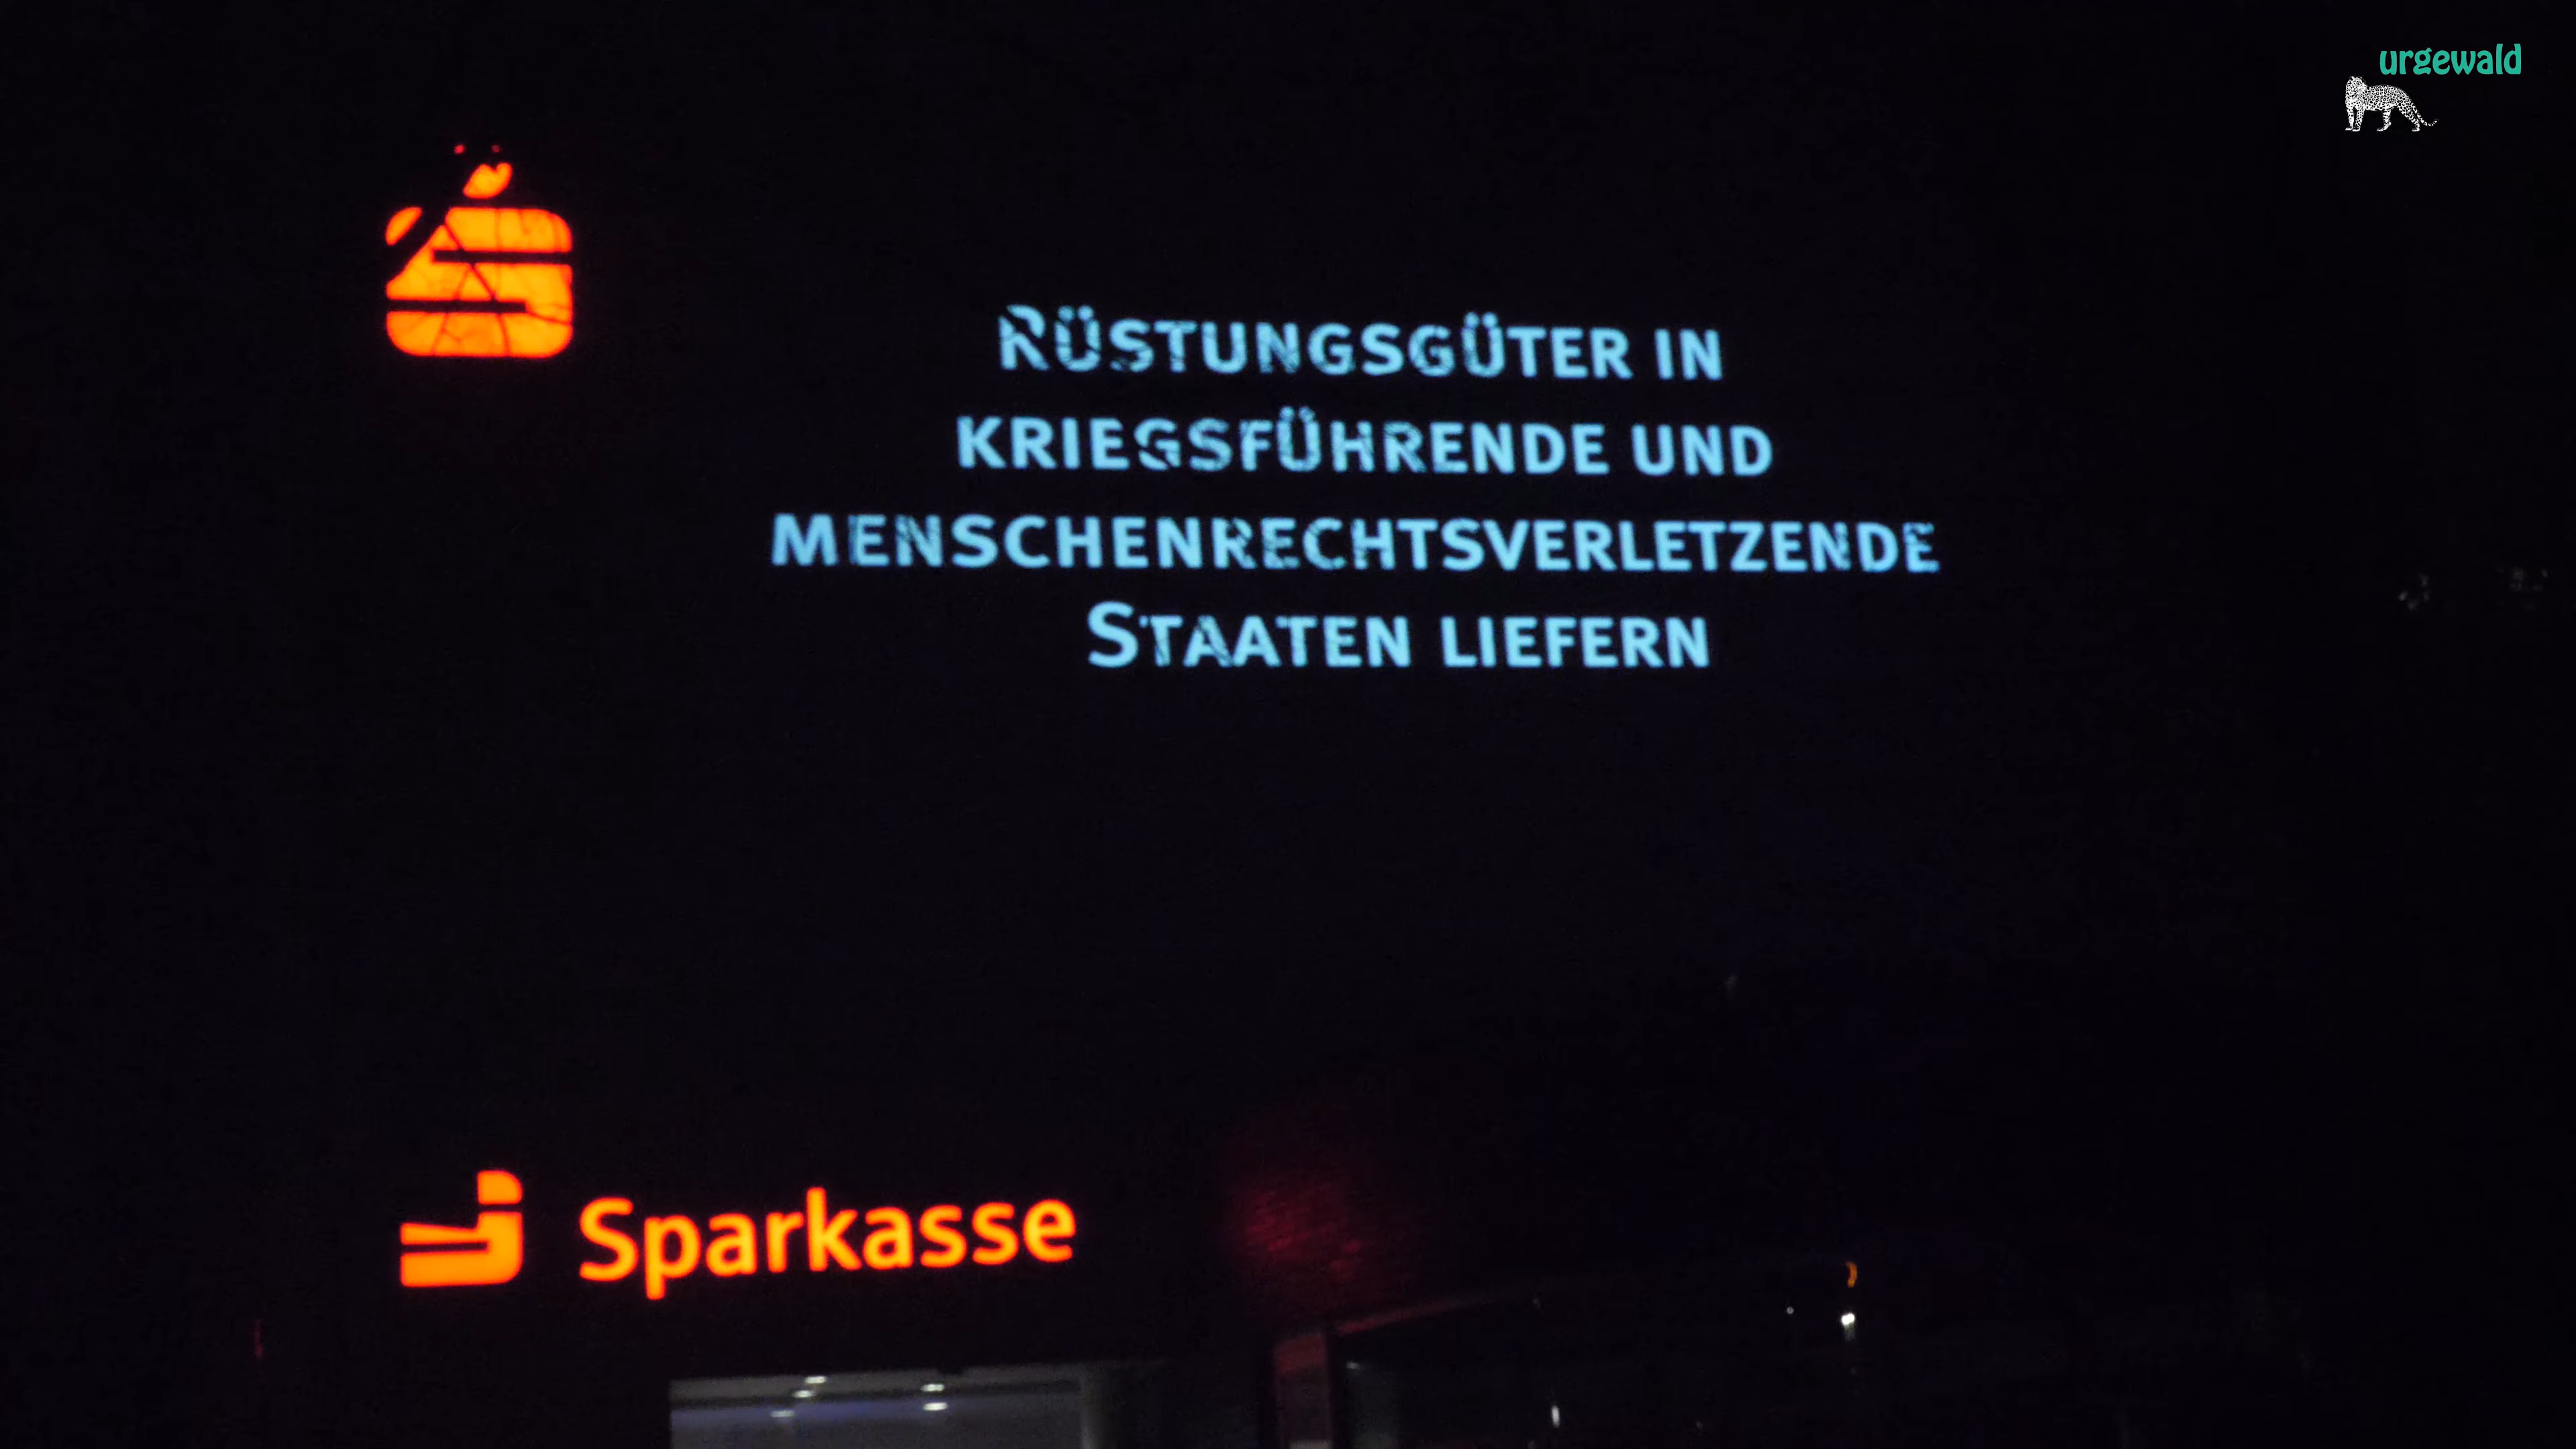 urgewald
RÜSTUNGSGÜTER IN
KRIEGSFÜHRENDE UND
MENSCHENRECHTSVERLETZENDE
STAATEN LIEFERN
Sparkasse